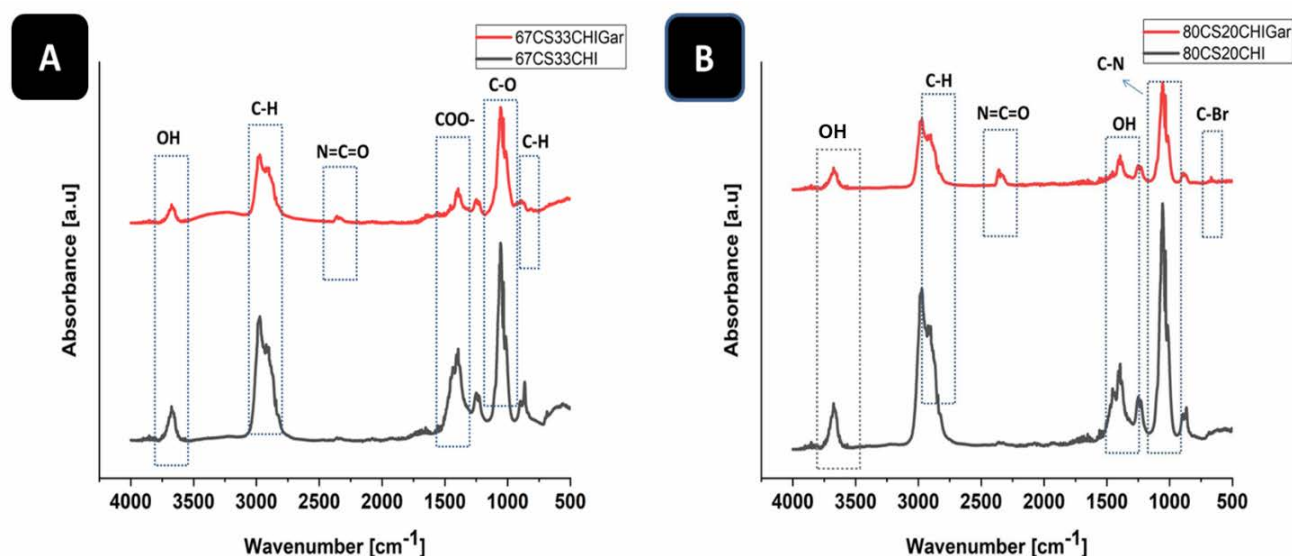 A
67CS33CHIGar
67CS33CHI
OH
C-H
N=C=O
COO-
C-O
C-H
Absorbance [a.u]
4000 3500 3000 2500 2000 1500 1000 500
Wavenumber [cm-1]
B
80CS20CHIGar
80CS20CHI
OH
C-H
N=C=O
C-N
OH
C-Br
Absorbance [a.u]
4000 3500 3000 2500 2000 1500 1000 500
Wavenumber [cm-1]